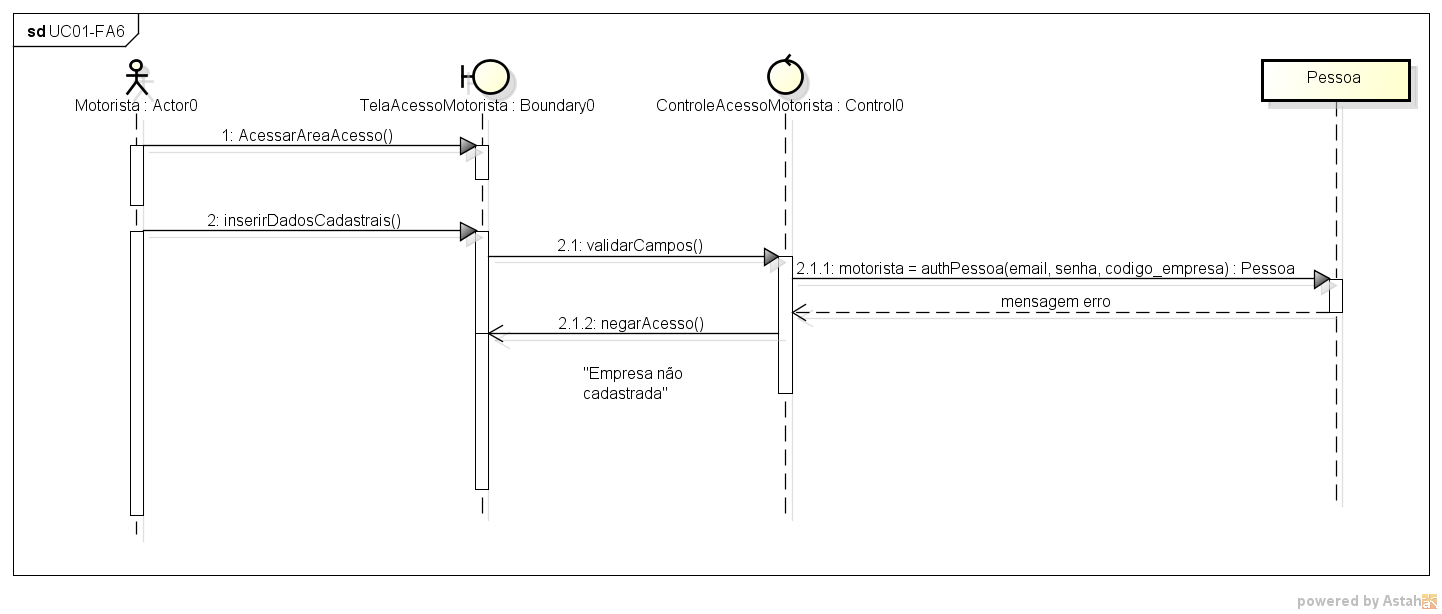 sd UC01-FA6
Motorista : Actor0
TelaAcessoMotorista : Boundary0
ControleAcessoMotorista : Control0
Pessoa
1: AcessarAreaAcesso()
2: inserirDadosCadastrais()
2.1: validarCampos()
2.1.1: motorista = authPessoa(email, senha, codigo_empresa) : Pessoa
mensagem erro
2.1.2: negarAcesso()
"Empresa não
cadastrada"
powered by Astah